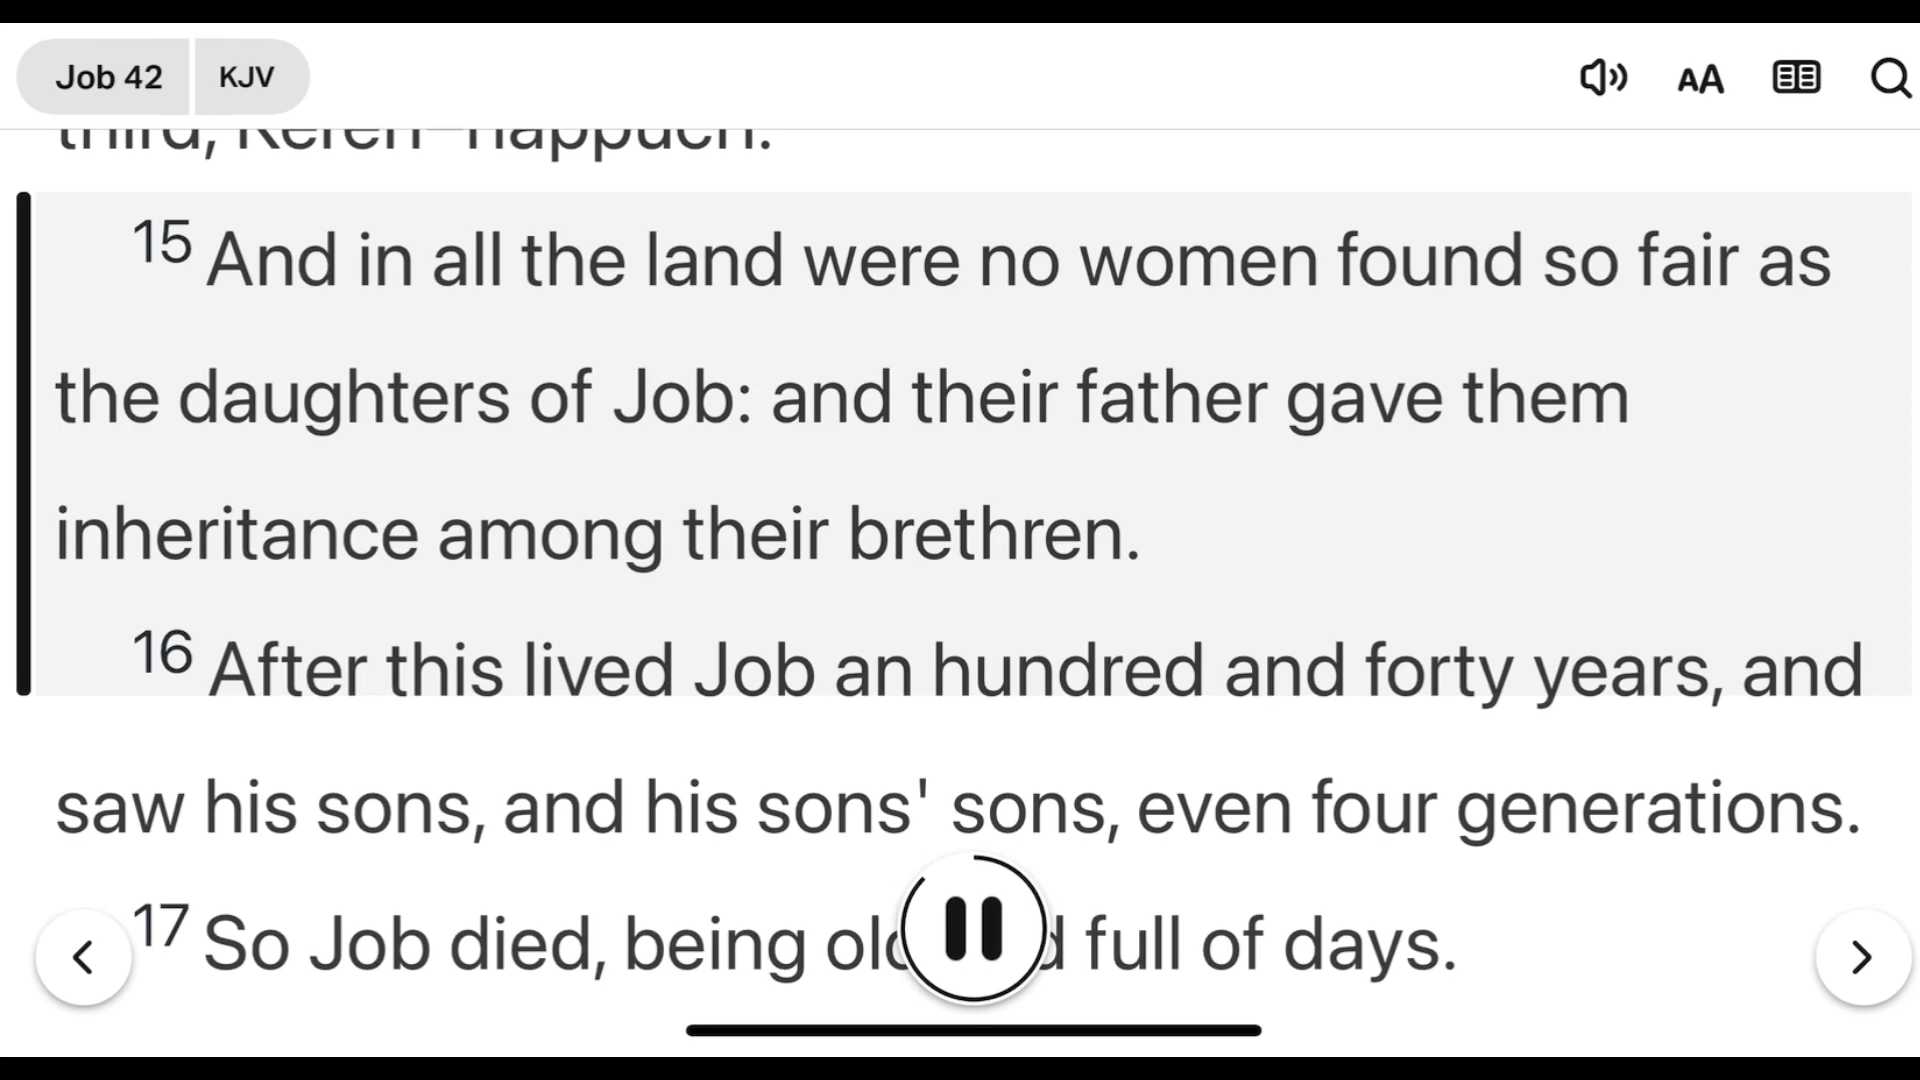 Job 42 KJV AA
third, Keren-happuch.
15 And in all the land were no women found so fair as
the daughters of Job: and their father gave them
inheritance among their brethren.
16 After this lived Job an hundred and forty years, and
saw his sons, and his sons' sons, even four generations.
17 So Job died, being full of days.